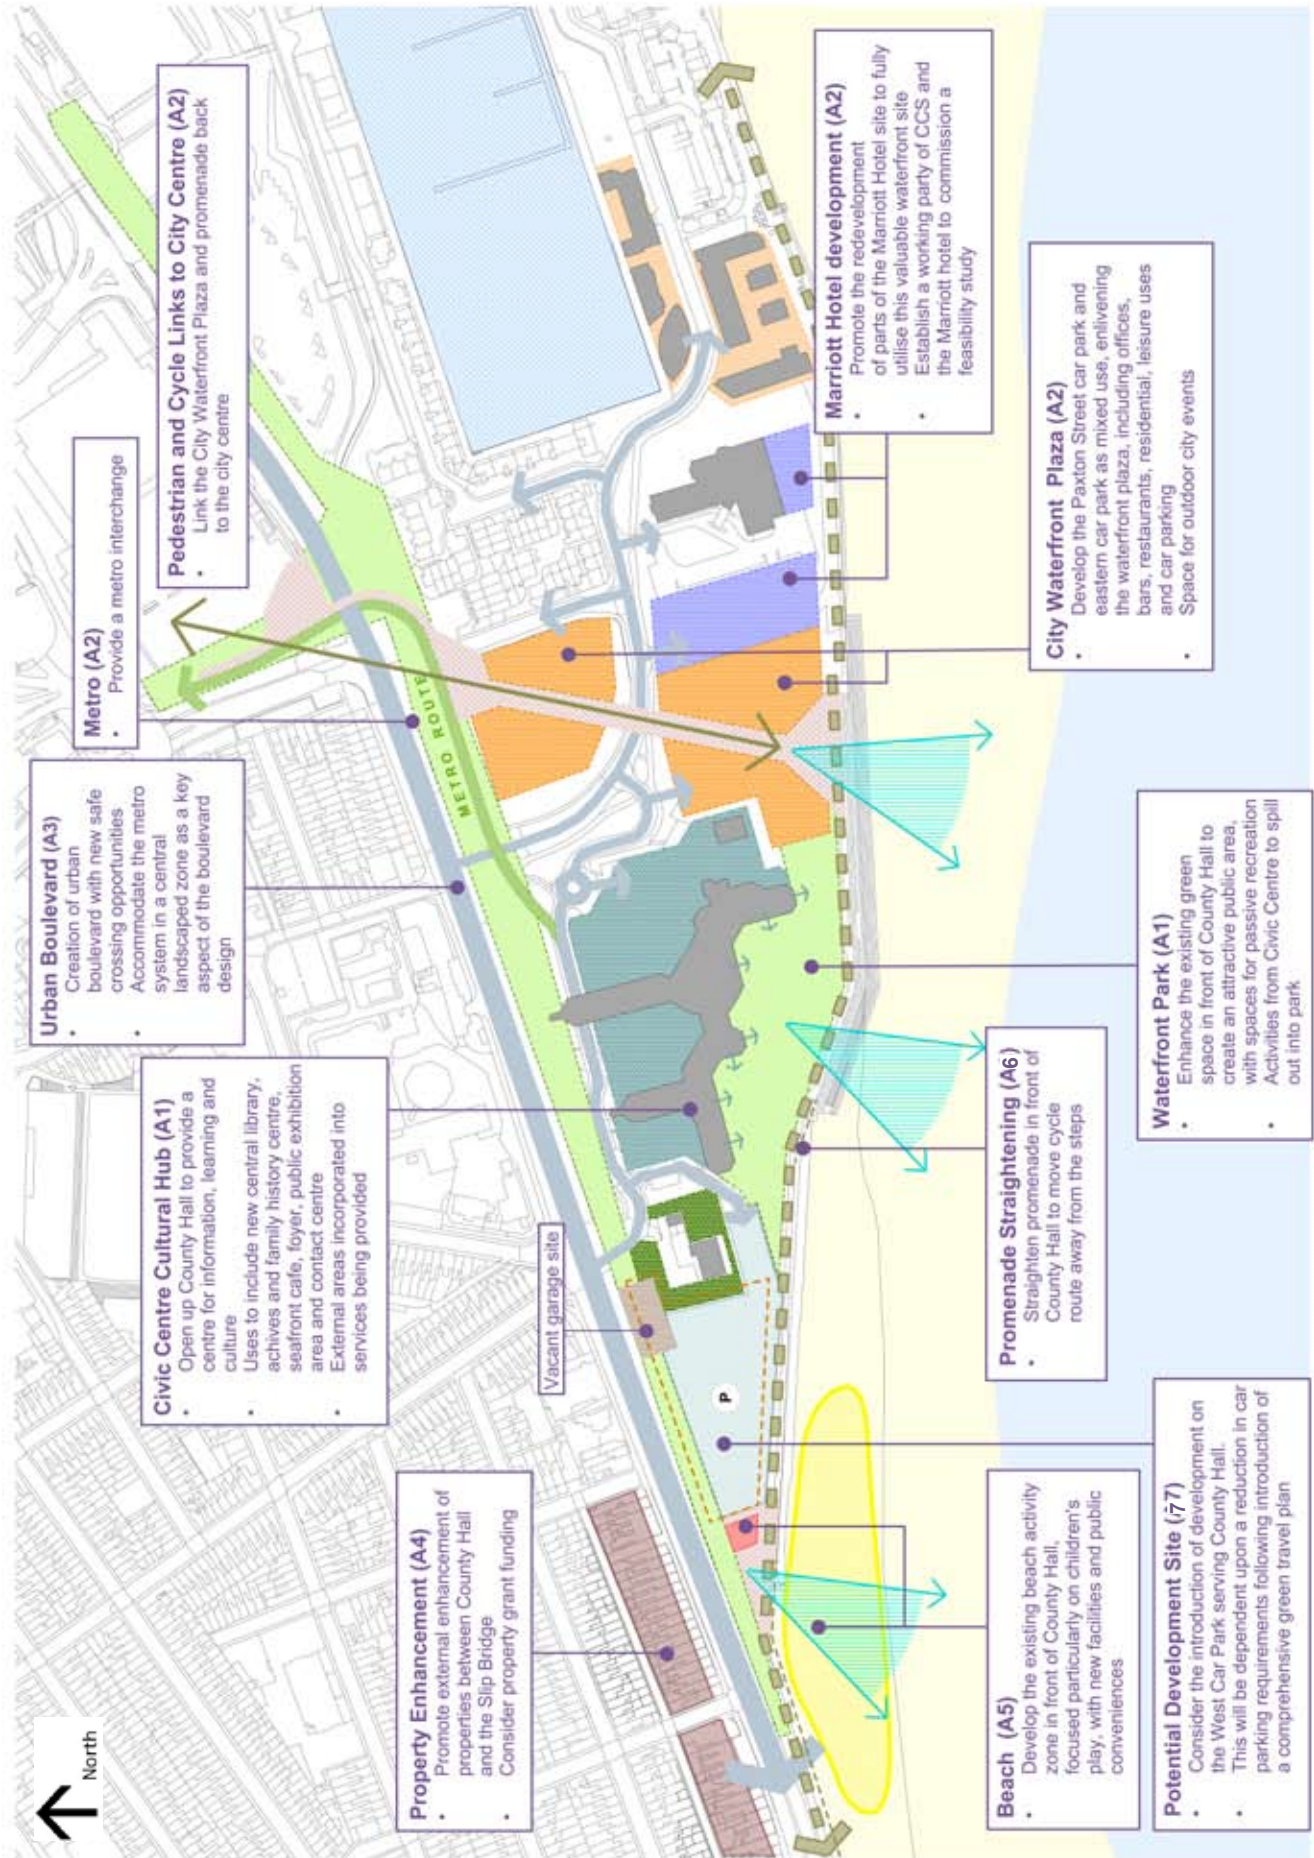 North
Urban Boulevard (A3)
• Creation of urban
boulevard with new safe
crossing opportunities
• Accommodate the metro
system in a central
landscaped zone as a key
aspect of the boulevard
design
Metro (A2)
• Provide a metro interchange
Pedestrian and Cycle Links to City Centre (A2)
• Link the City Waterfront Plaza and promenade back
to the city centre
Civic Centre Cultural Hub (A1)
• Open up County Hall to provide a
centre for information, learning and
culture
• Uses to include new central library,
achives and family history centre,
seafront cafe, foyer, public exhibition
area and contact centre
• External areas incorporated into
services being provided
Property Enhancement (A4)
• Promote external enhancement of
properties between County Hall
and the Slip Bridge
• Consider property grant funding
Vacant garage site
METRO ROUTE
P
Marriott Hotel development (A2)
• Promote the redevelopment
of parts of the Marriott Hotel site to fully
utilise this valuable waterfront site
• Establish a working party of CCS and
the Marriott hotel to commission a
feasibility study
City Waterfront Plaza (A2)
• Develop the Paxton Street car park and
eastern car park as mixed use, enlivening
the waterfront plaza, including offices,
bars, restaurants, residential, leisure uses
and car parking
• Space for outdoor city events
Beach (A5)
• Develop the existing beach activity
zone in front of County Hall,
focused particularly on children's
play, with new facilities and public
conveniences
Promenade Straightening (A6)
• Straighten promenade in front of
County Hall to move cycle
route away from the steps
Waterfront Park (A1)
• Enhance the existing green
space in front of County Hall to
create an attractive public area,
with spaces for passive recreation
• Activities from Civic Centre to spill
out into park
Potential Development Site
• Consider the introduction of development on
the West Car Park serving County Hall.
• This will be dependent upon a reduction in car
parking requirements following introduction of
a comprehensive green travel plan